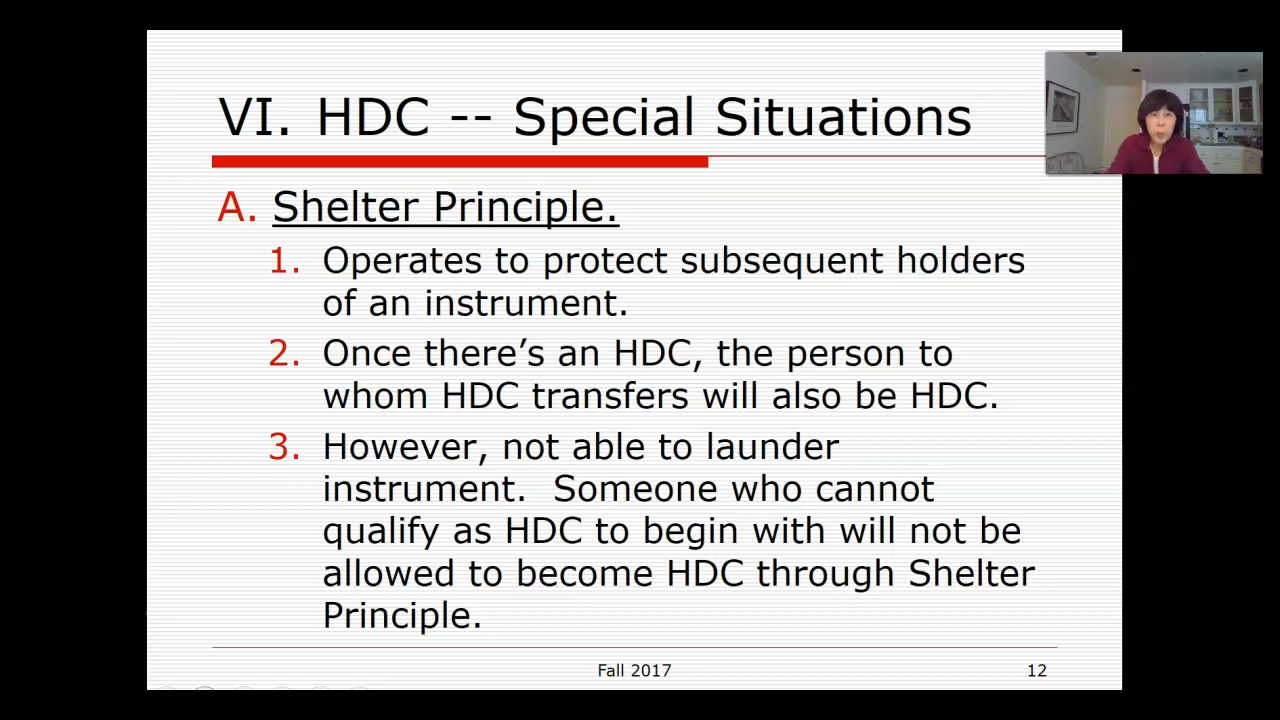 VI. HDC -- Special Situations
A. Shelter Principle.
1. Operates to protect subsequent holders
of an instrument.
2. Once there’s an HDC, the person to
whom HDC transfers will also be HDC.
3. However, not able to launder
instrument.  Someone who cannot
qualify as HDC to begin with will not be
allowed to become HDC through Shelter
Principle.
Fall 2017
12